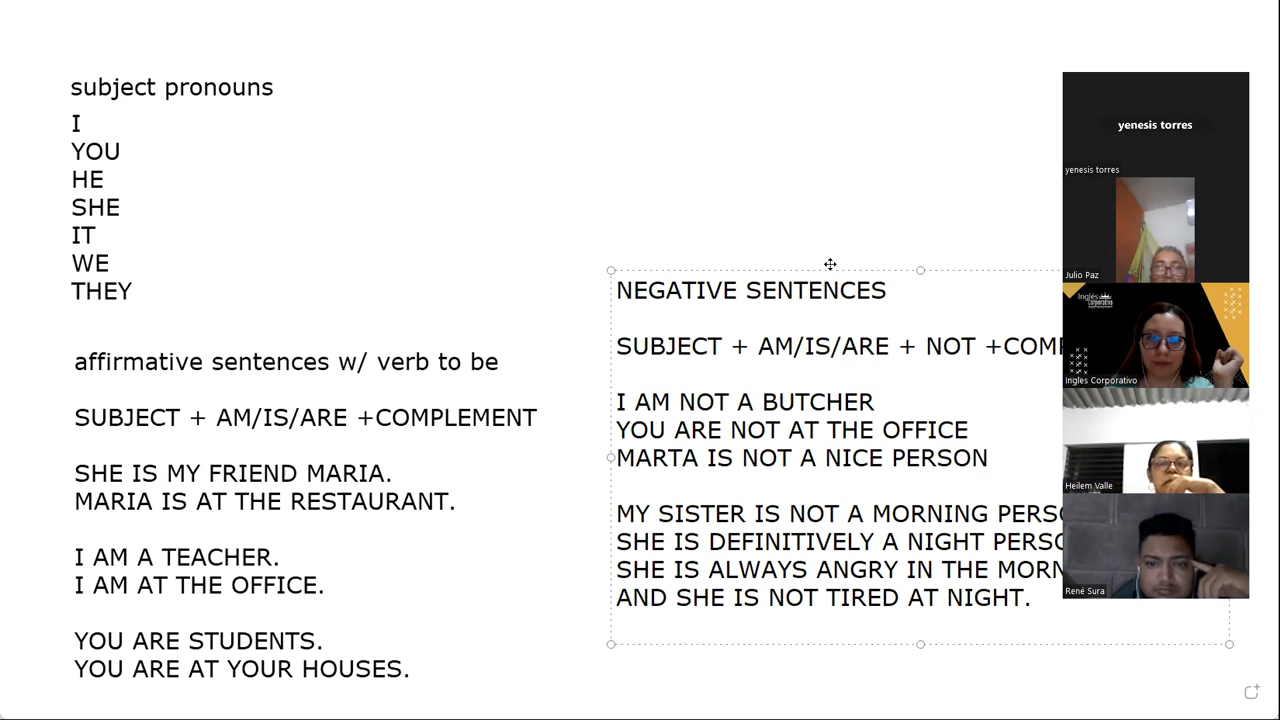 subject pronouns
I
YOU
HE
SHE
IT
WE
THEY
affirmative sentences w/ verb to be
SUBJECT + AM/IS/ARE +COMPLEMENT
SHE IS MY FRIEND MARIA.
MARIA IS AT THE RESTAURANT.
I AM A TEACHER.
I AM AT THE OFFICE.
YOU ARE STUDENTS.
YOU ARE AT YOUR HOUSES.
NEGATIVE SENTENCES
SUBJECT + AM/IS/ARE + NOT +COMP
I AM NOT A BUTCHER
YOU ARE NOT AT THE OFFICE
MARTA IS NOT A NICE PERSON
MY SISTER IS NOT A MORNING PERSO
SHE IS DEFINITIVELY A NIGHT PERSO
SHE IS ALWAYS ANGRY IN THE MORN
AND SHE IS NOT TIRED AT NIGHT.
yenesis torres
yenesis torres
Julio Paz
Inglés
Corporativo
Ingles Corporativo
Heilem Valle
René Sura